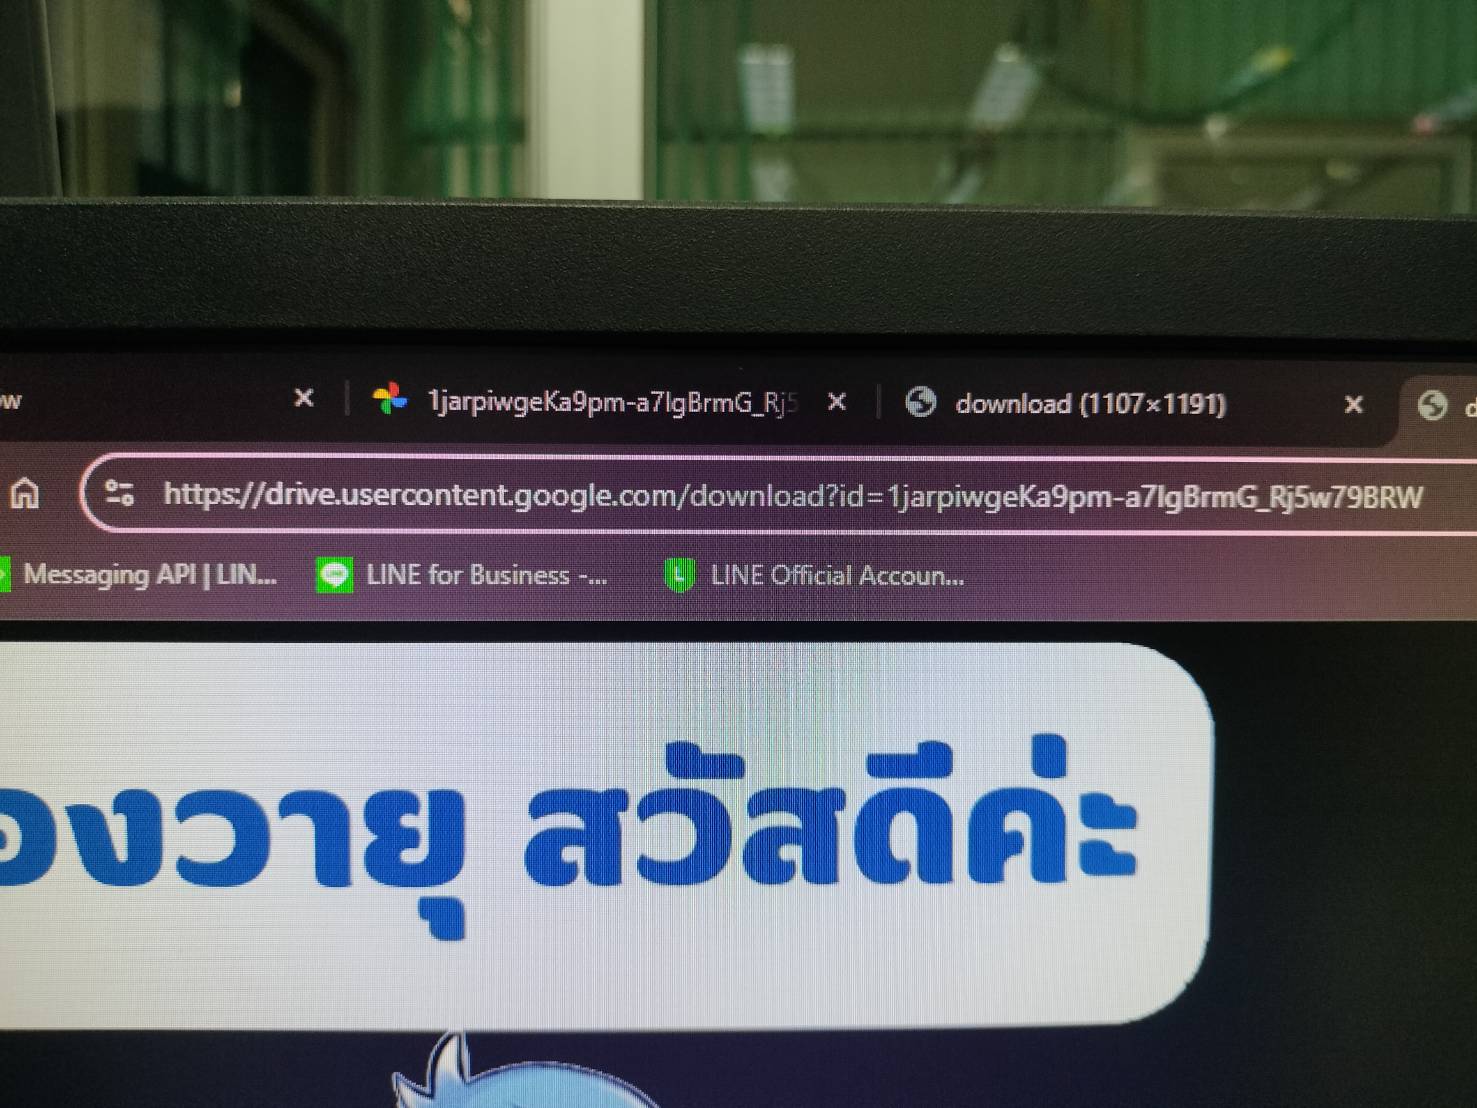 1jarpiwgeKa9pm-a7lgBrmG_Rj5
download (1107×1191)
https://drive.usercontent.google.com/download?id=1jarpiwgeKa9pm-a7lgBrmG_Rj5w79BRW
Messaging API | LIN... LINE for Business -... LINE Official Accoun...
องวายุ สวัสดีค่ะ